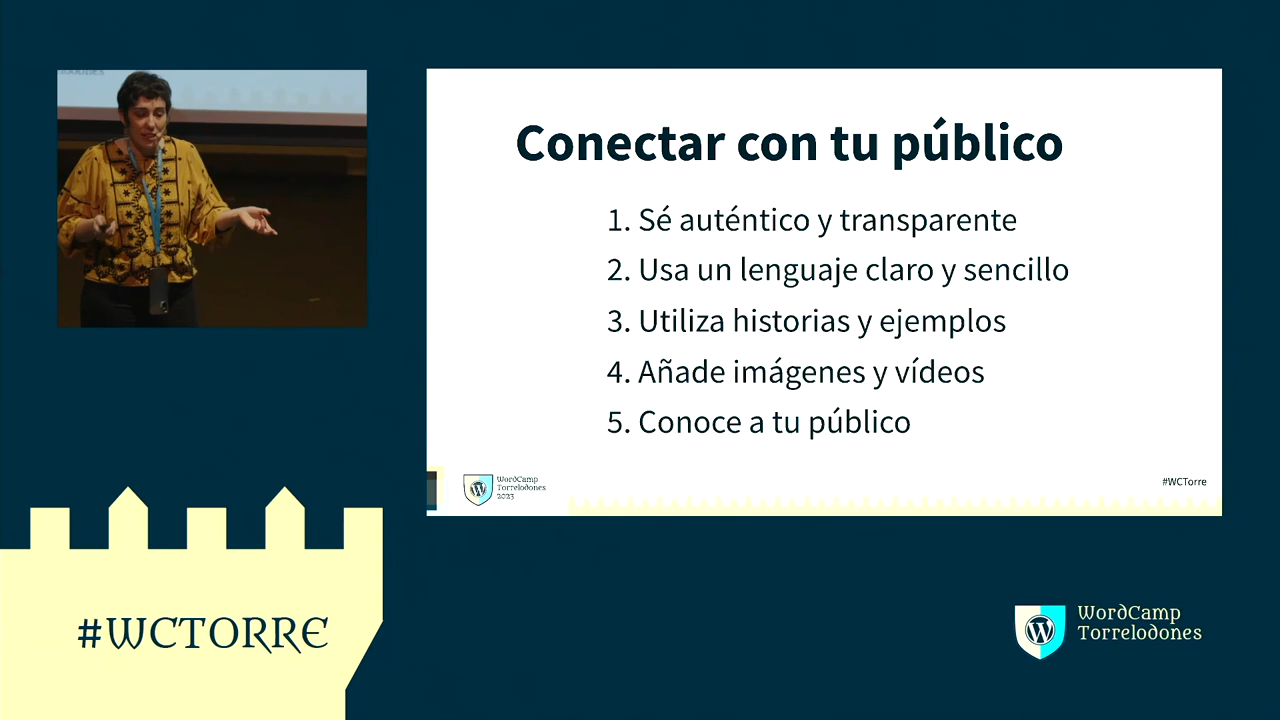 Conectar con tu público
1. Sé auténtico y transparente
2. Usa un lenguaje claro y sencillo
3. Utiliza historias y ejemplos
4. Añade imágenes y vídeos
5. Conoce a tu público
WordCamp
Torrelodones
2023
#WCTorre
#WCTORRE
WordCamp
Torrelodones